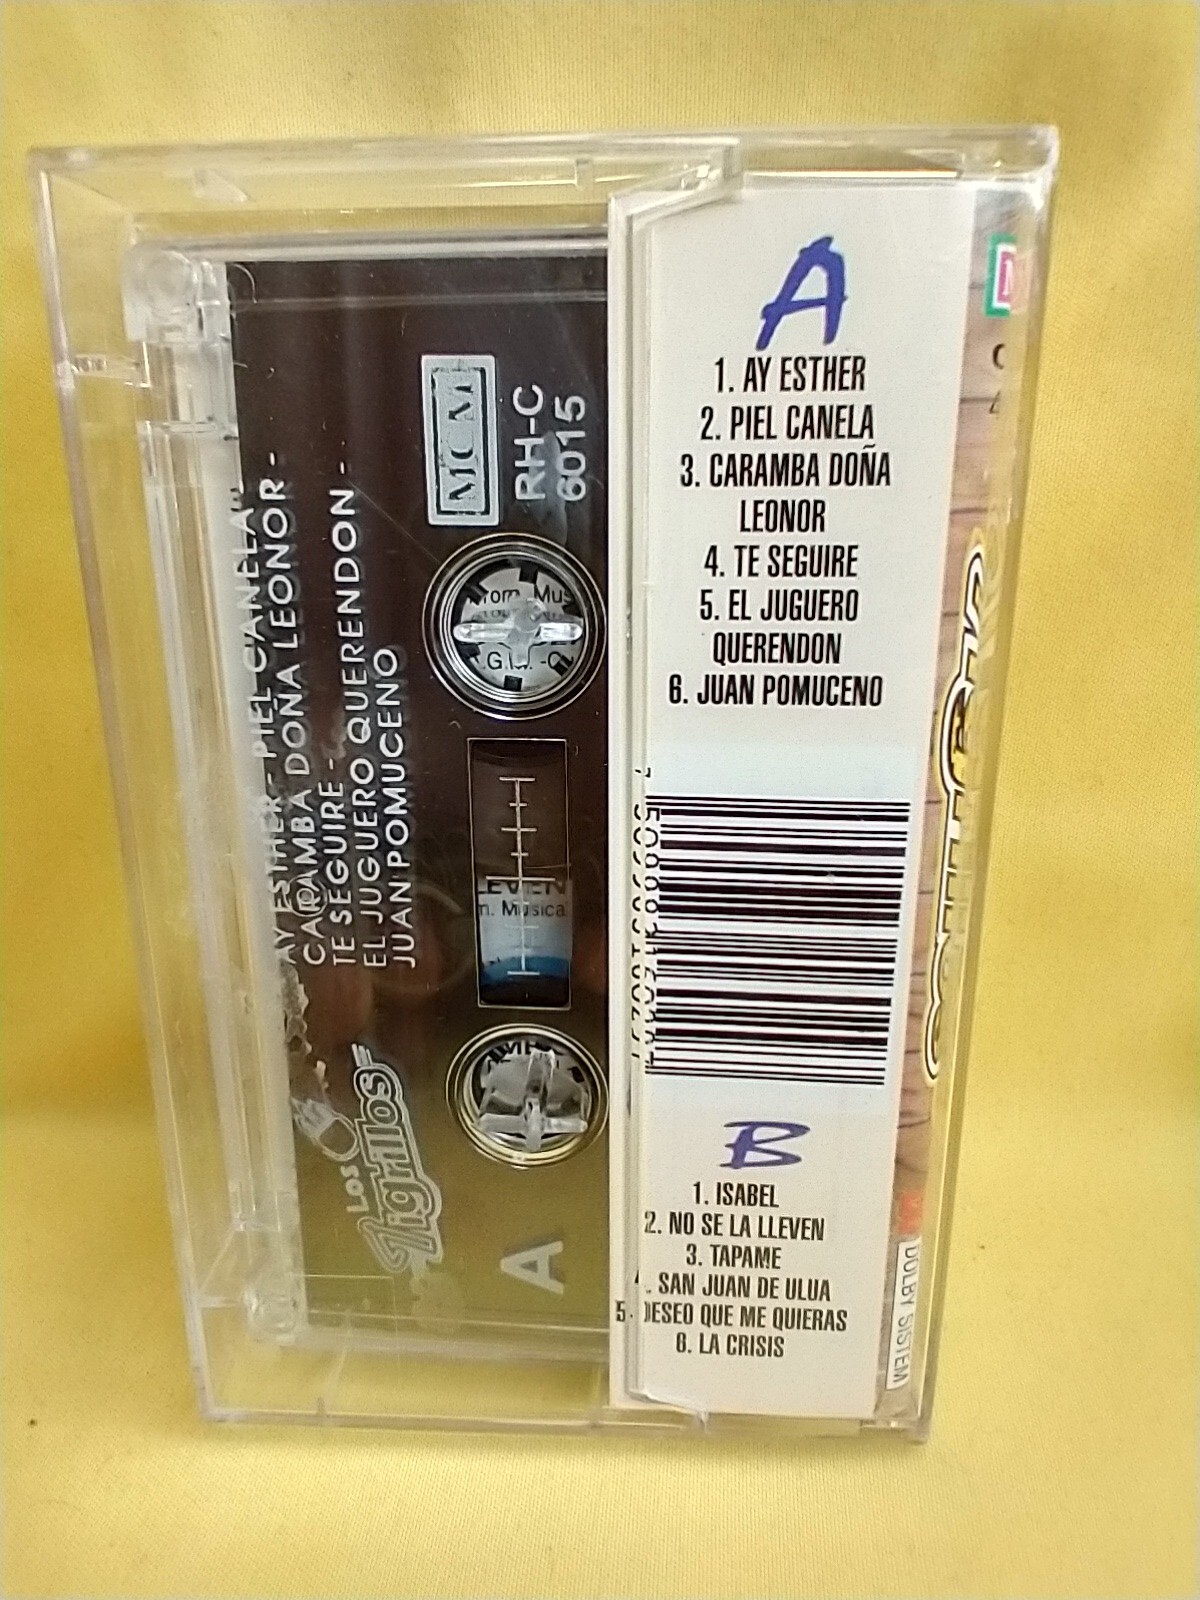 A
1. AY ESTHER
2. PIEL CANELA
3. CARAMBA DOÑA
LEONOR
4. TE SEGUIRE
5. EL JUGUERO
QUERENDON
6. JUAN POMUCENO
B
1. ISABEL
2. NO SE LA LLEVEN
3. TAPAME
. SAN JUAN DE ULUA
5. DESEO QUE ME QUIERAS
6. LA CRISIS
DOLBY SISTEM
MCM
RH-C
6015
AY ESTHER - PIEL CANELA -
CARAMBA DOÑA LEONOR -
TE SEGUIRE -
EL JUGUERO QUERENDON -
JUAN POMUCENO
LOS
Tigrillos
A
LEVEN
m. Musical